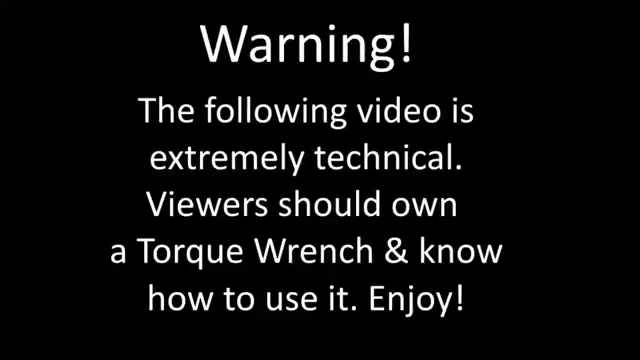 Warning!
The following video is
extremely technical.
Viewers should own
a Torque Wrench & know
how to use it. Enjoy!